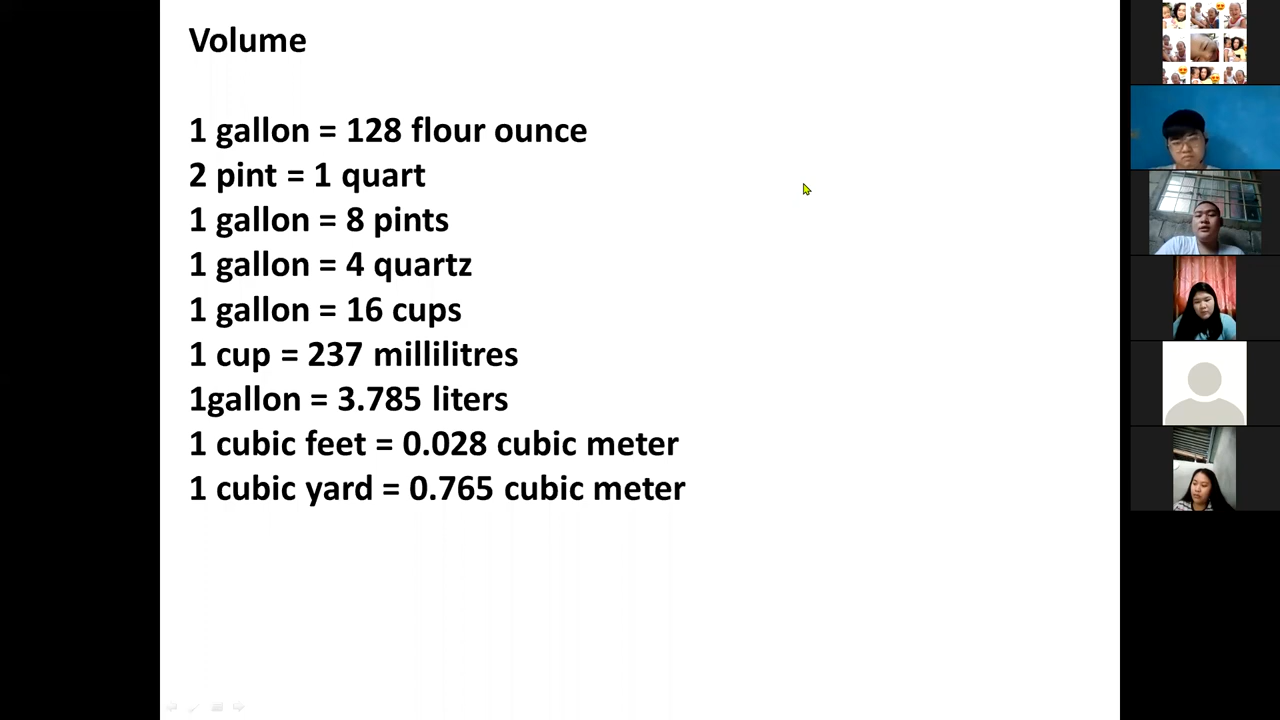 Volume
1 gallon = 128 flour ounce
2 pint = 1 quart
1 gallon = 8 pints
1 gallon = 4 quartz
1 gallon = 16 cups
1 cup = 237 millilitres
1gallon = 3.785 liters
1 cubic feet = 0.028 cubic meter
1 cubic yard = 0.765 cubic meter